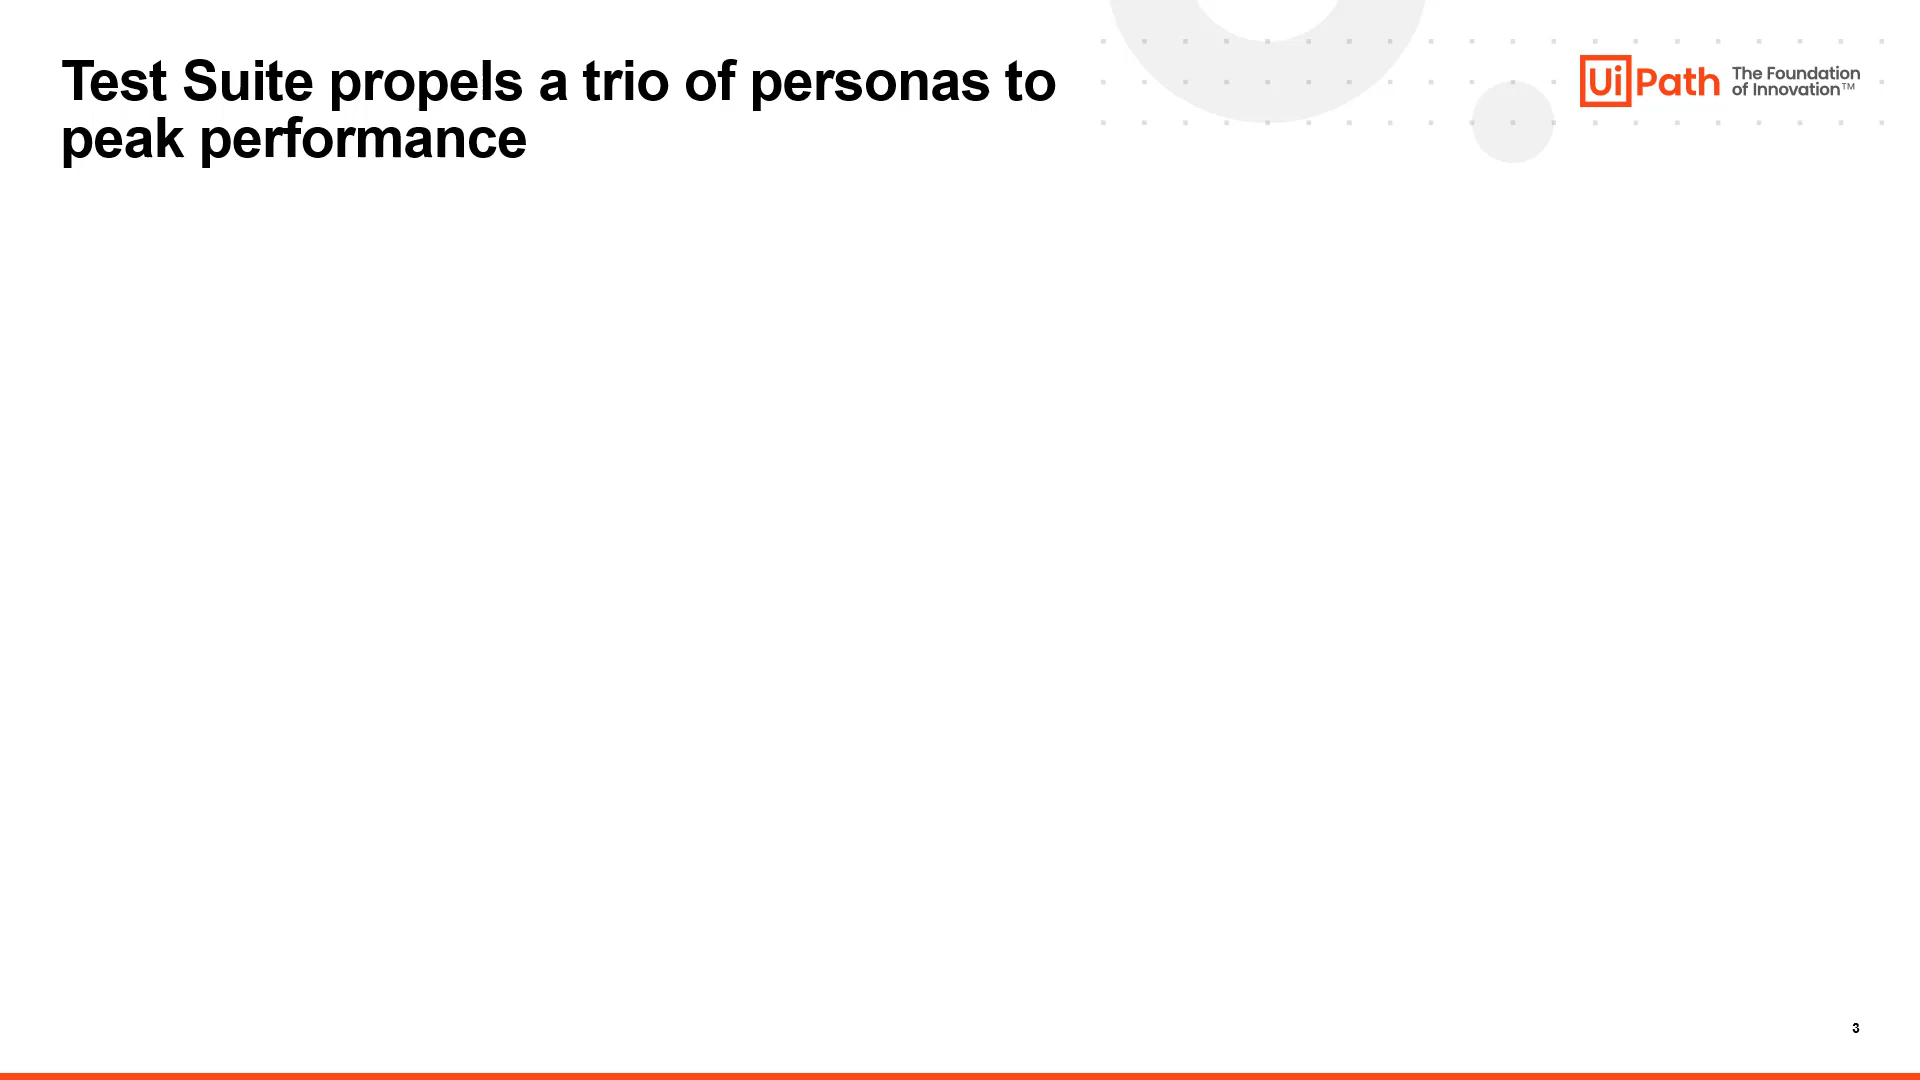 Test Suite propels a trio of personas to
peak performance
UiPath
The Foundation
of Innovation™
3